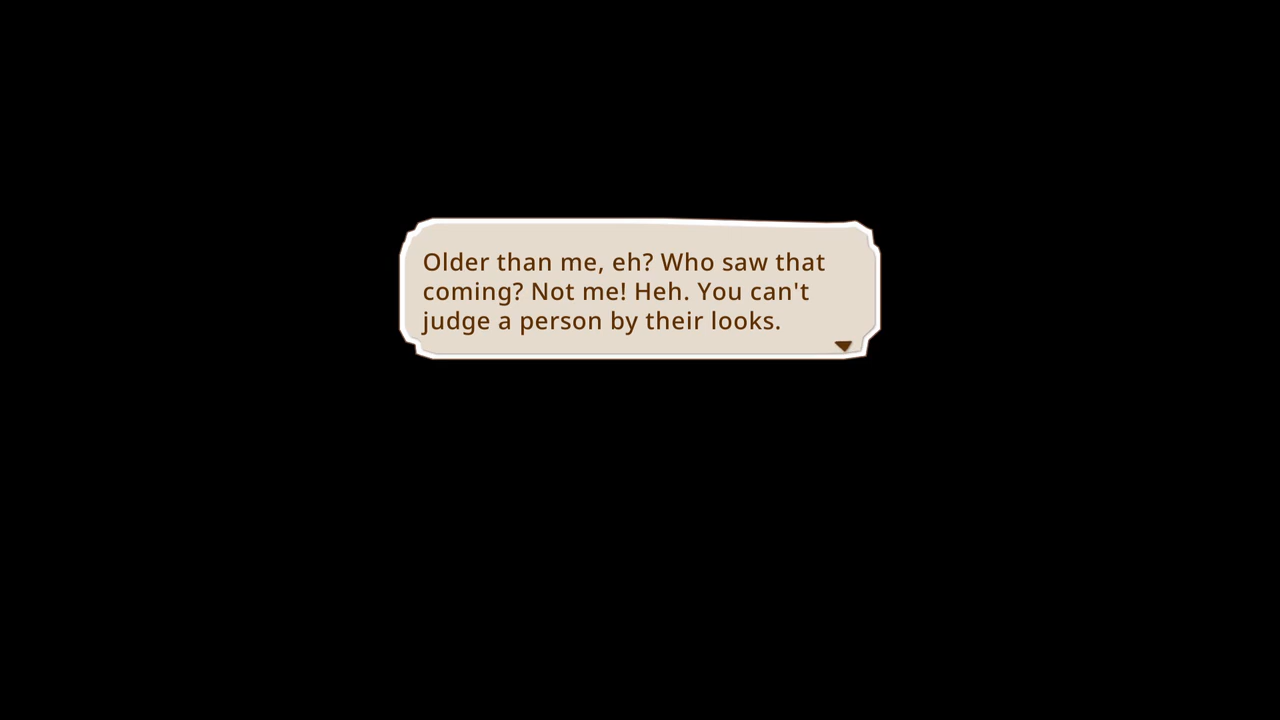 Older than me, eh? Who saw that
coming? Not me! Heh. You can't
judge a person by their looks.